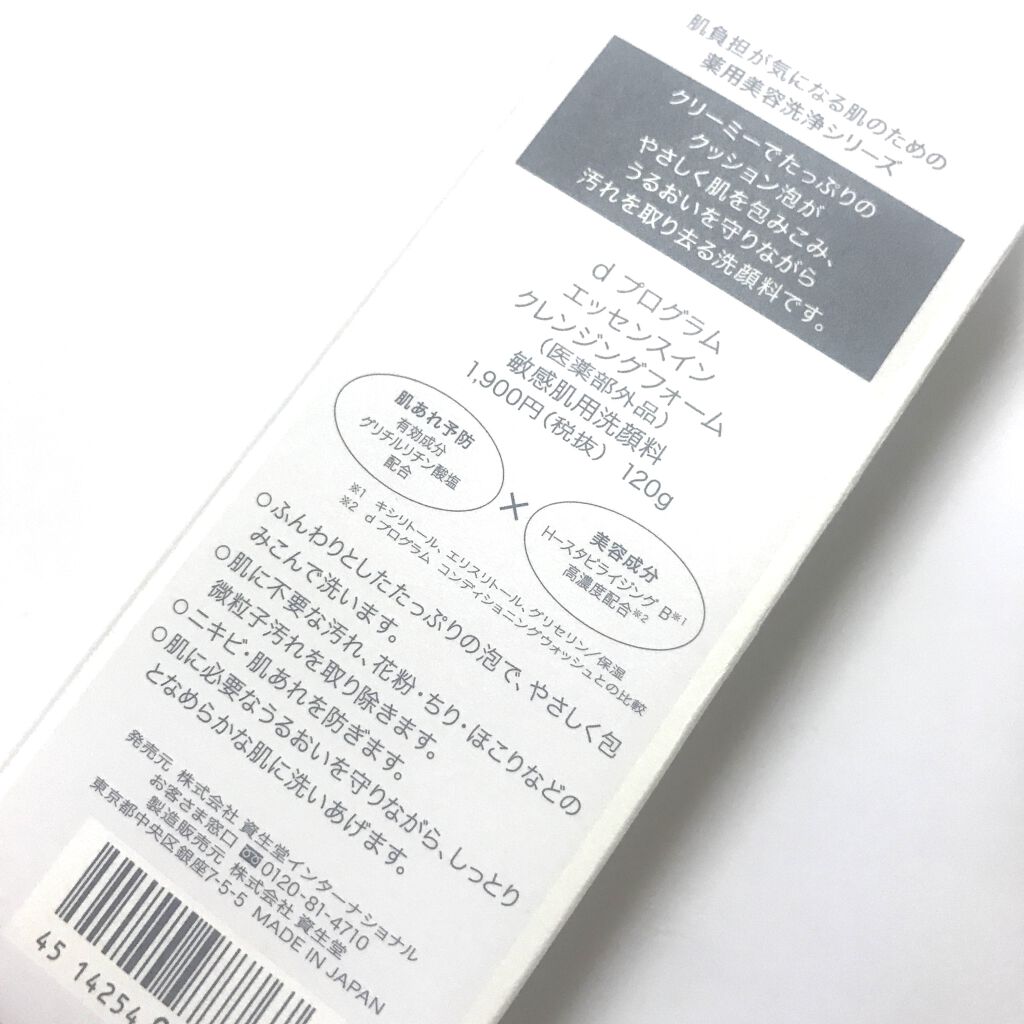 肌負担が気になる肌のための
薬用美容洗浄シリーズ
クリーミーでたっぷりの
クッション泡が
やさしく肌を包みこみ、
うるおいを守りながら
汚れを取り去る洗顔料です。
d プログラム
エッセンスイン
クレンジングフォーム
(医薬部外品)
敏感肌用洗顔料
1,900円(税抜) 120g
肌あれ予防
有効成分
グリチルリチン酸塩
配合
×
美容成分
H-スタビライジング B※1
高濃度配合※2
※1 キシリトール、エリスリトール、グリセリン/保湿
※2 d プログラム コンディショニングウォッシュとの比較
○ふんわりとしたたっぷりの泡で、やさしく包
みこんで洗います。
○肌に不要な汚れ、花粉・ちり・ほこりなどの
微粒子汚れを取り除きます。
○ニキビ・肌あれを防ぎます。
○肌に必要なうるおいを守りながら、しっとり
となめらかな肌に洗いあげます。
発売元 株式会社 資生堂インターナショナル
お客さま窓口 0120-81-4710
製造販売元 株式会社 資生堂
東京都中央区銀座7-5-5 MADE IN JAPAN
45 14254